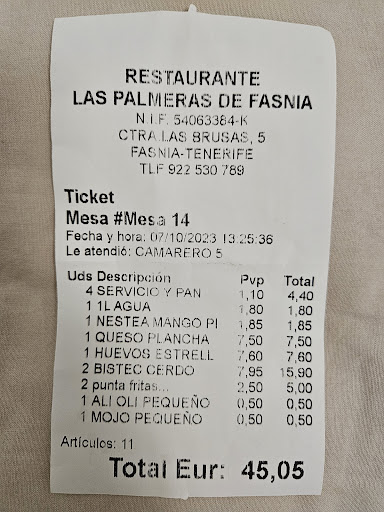 RESTAURANTE
LAS PALMERAS DE FASNIA
N.I.F. 54063384-K
CTRA.LAS BRUSAS, 5
FASNIA-TENERIFE
TLF 922 530 789
Ticket
Mesa #Mesa 14
Fecha y hora: 07/10/2023 13:25:36
Le atendió: CAMARERO 5
Uds Descripción Pvp Total
4 SERVICIO Y PAN 1,10 4,40
1 1L AGUA 1,80 1,80
1 NESTEA MANGO PI 1,85 1,85
1 QUESO PLANCHA 7,50 7,50
1 HUEVOS ESTRELL 7,60 7,60
2 BISTEC CERDO 7,95 15,90
2 punta fritas... 2,50 5,00
1 ALI OLI PEQUEÑO 0,50 0,50
1 MOJO PEQUEÑO 0,50 0,50
Artículos: 11
Total Eur: 45,05